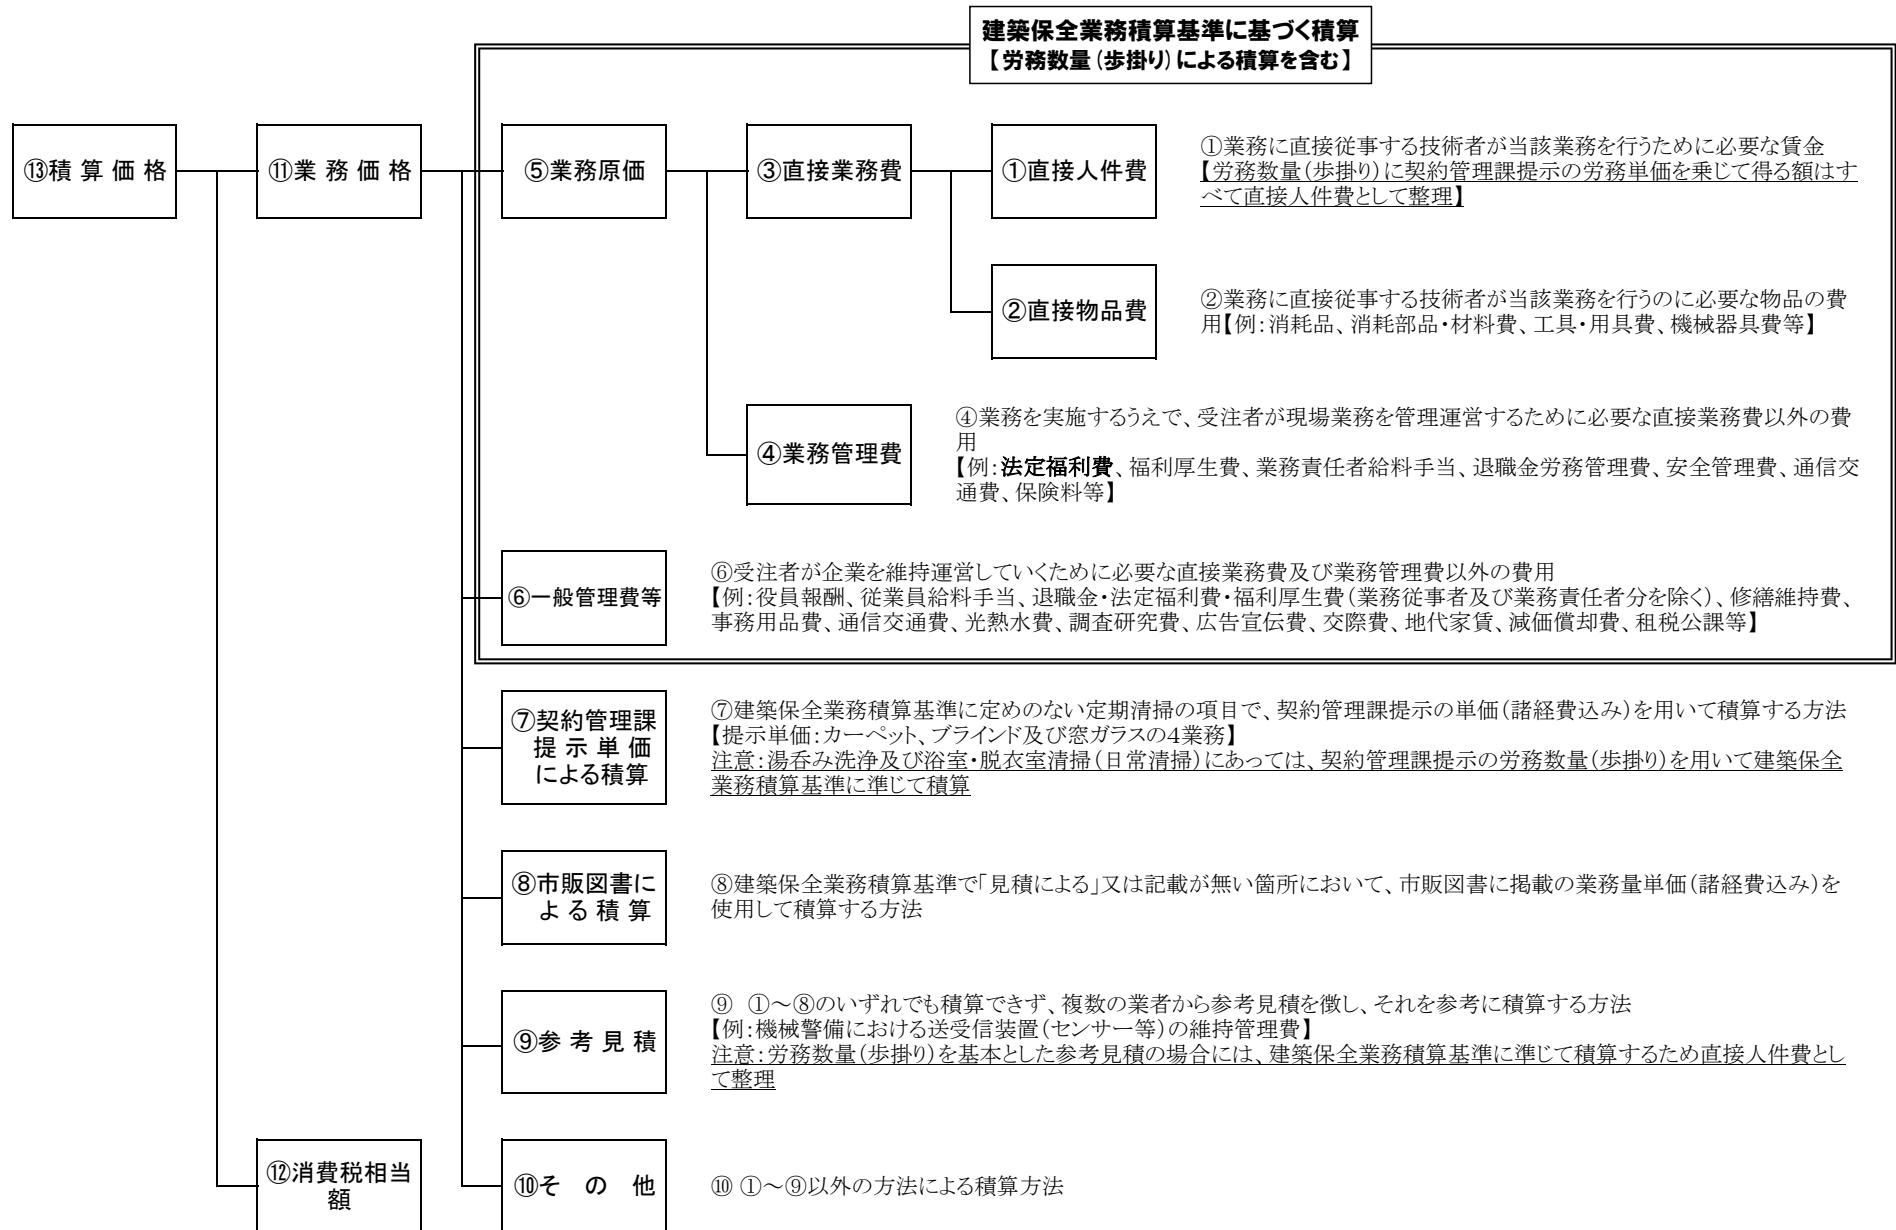 建築保全業務積算基準に基づく積算
【労務数量(歩掛り)による積算を含む】
⑬積算価格
⑪業務価格
⑤業務原価
③直接業務費
①直接人件費
①業務に直接従事する技術者が当該業務を行うために必要な賃金
【労務数量(歩掛り)に契約管理課提示の労務単価を乗じて得る額はす
べて直接人件費として整理】
②直接物品費
②業務に直接従事する技術者が当該業務を行うのに必要な物品の費
用【例:消耗品、消耗部品・材料費、工具・用具費、機械器具費等】
④業務管理費
④業務を実施するうえで、受注者が現場業務を管理運営するために必要な直接業務費以外の費
用
【例:法定福利費、福利厚生費、業務責任者給料手当、退職金労務管理費、安全管理費、通信交
通費、保険料等】
⑥一般管理費等
⑥受注者が企業を維持運営していくために必要な直接業務費及び業務管理費以外の費用
【例:役員報酬、従業員給料手当、退職金・法定福利費・福利厚生費(業務従事者及び業務責任者分を除く)、修繕維持費、
事務用品費、通信交通費、光熱水費、調査研究費、広告宣伝費、交際費、地代家賃、減価償却費、租税公課等】
⑦契約管理課
提示単価
による積算
⑦建築保全業務積算基準に定めのない定期清掃の項目で、契約管理課提示の単価(諸経費込み)を用いて積算する方法
【提示単価:カーペット、ブラインド及び窓ガラスの4業務】
注意:湯呑み洗浄及び浴室・脱衣室清掃(日常清掃)にあっては、契約管理課提示の労務数量(歩掛り)を用いて建築保全
業務積算基準に準じて積算
⑧市販図書に
よる積算
⑧建築保全業務積算基準で「見積による」又は記載が無い箇所において、市販図書に掲載の業務量単価(諸経費込み)を
使用して積算する方法
⑨参考見積
⑨ ①~⑧のいずれでも積算できず、複数の業者から参考見積を徴し、それを参考に積算する方法
【例:機械警備における送受信装置(センサー等)の維持管理費】
注意:労務数量(歩掛り)を基本とした参考見積の場合には、建築保全業務積算基準に準じて積算するため直接人件費とし
て整理
⑫消費税相当
額
⑩その他
⑩ ①~⑨以外の方法による積算方法